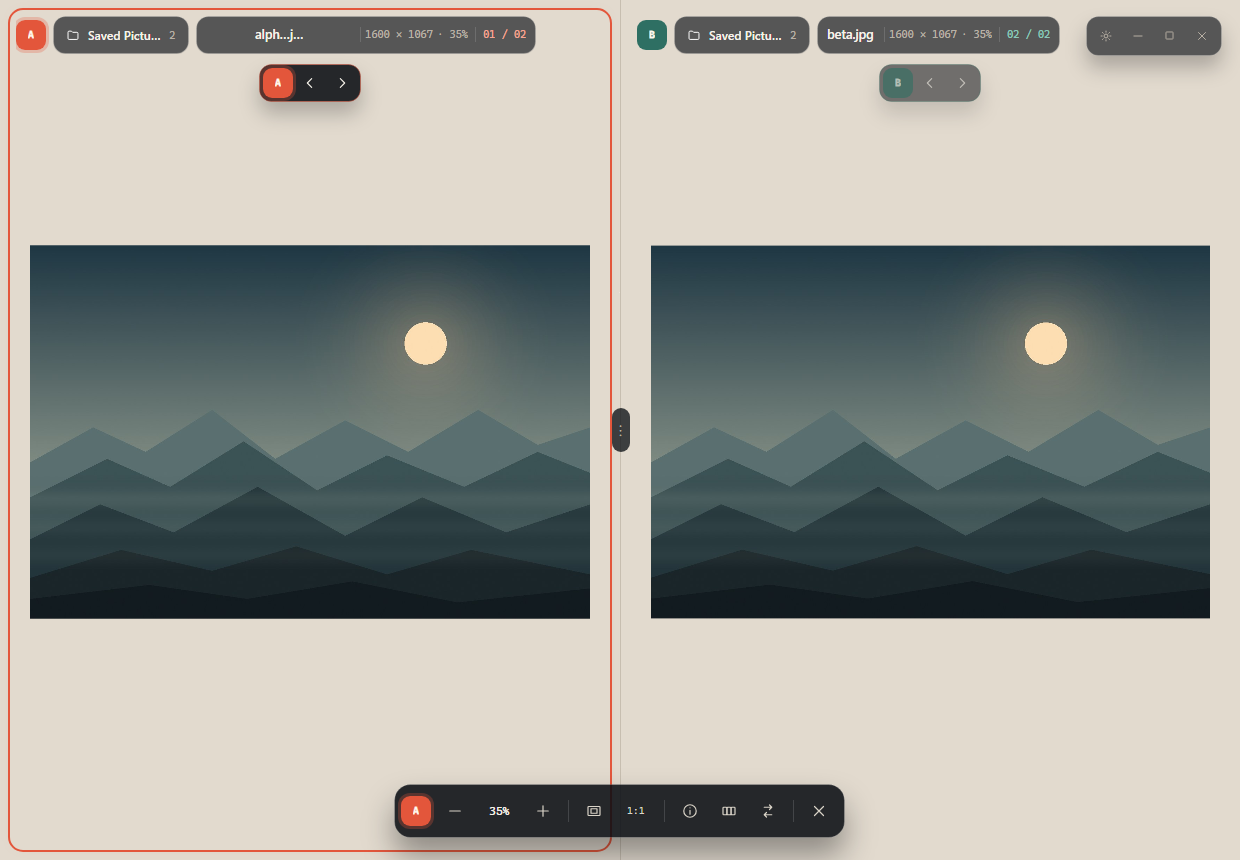 A Saved Pictu... 2 alph...j... 1600 × 1067 · 35% 01 / 02
B Saved Pictu... 2 beta.jpg 1600 × 1067 · 35% 02 / 02
A
B
A 35% 1:1